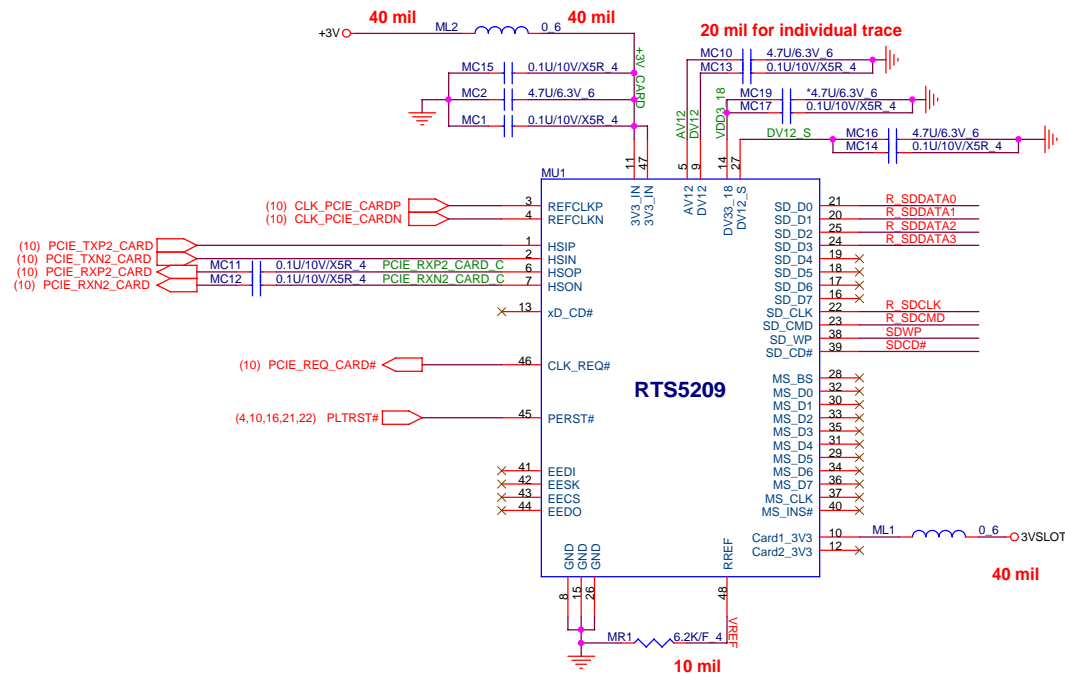 40 mil
40 mil
+3V
ML2
0_6
20 mil for individual trace
MC10
4.7U/6.3V_6
MC13
0.1U/10V/X5R_4
MC15
0.1U/10V/X5R_4
MC2
4.7U/6.3V_6
MC1
0.1U/10V/X5R_4
+3V_CARD
AV12
DV12
VDD3_18
MC19
*4.7U/6.3V_6
MC17
0.1U/10V/X5R_4
DV12_S
MC16
4.7U/6.3V_6
MC14
0.1U/10V/X5R_4
11
47
5
9
14
27
MU1
3V3_IN
3V3_IN
AV12
DV12
DV33_18
DV12_S
(10) CLK_PCIE_CARDP
3
REFCLKP
(10) CLK_PCIE_CARDN
4
REFCLKN
(10) PCIE_TXP2_CARD
1
HSIP
(10) PCIE_TXN2_CARD
2
HSIN
(10) PCIE_RXP2_CARD
MC11
0.1U/10V/X5R_4
PCIE_RXP2_CARD_C
6
HSOP
(10) PCIE_RXN2_CARD
MC12
0.1U/10V/X5R_4
PCIE_RXN2_CARD_C
7
HSON
13
xD_CD#
(10) PCIE_REQ_CARD#
46
CLK_REQ#
(4,10,16,21,22) PLTRST#
45
PERST#
41
EEDI
42
EESK
43
EECS
44
EEDO
RTS5209
SD_D0
21
R_SDDATA0
SD_D1
20
R_SDDATA1
SD_D2
25
R_SDDATA2
SD_D3
24
R_SDDATA3
SD_D4
19
SD_D5
18
SD_D6
17
SD_D7
16
SD_CLK
22
R_SDCLK
SD_CMD
23
R_SDCMD
SD_WP
38
SDWP
SD_CD#
39
SDCD#
MS_BS
28
MS_D0
32
MS_D1
30
MS_D2
33
MS_D3
35
MS_D4
31
MS_D5
29
MS_D6
34
MS_D7
36
MS_CLK
37
MS_INS#
40
Card1_3V3
10
ML1
0_6
3VSLOT
Card2_3V3
12
40 mil
GND
GND
GND
RREF
8
15
26
48
VREF
MR1
6.2K/F_4
10 mil